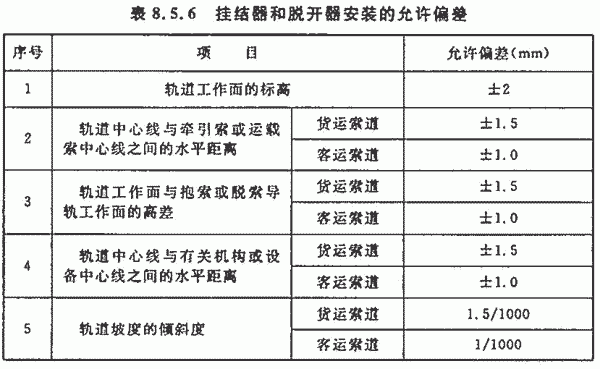 表 8.5.6 挂结器和脱开器安装的允许偏差
序号 项 目 允许偏差(mm)
1 轨道工作面的标高 ±2
2 轨道中心线与牵引索或运载索中心线之间的水平距离 货运索道 ±1.5
客运索道 ±1.0
3 轨道工作面与抱索或脱索导轨工作面的高差 货运索道 ±1.5
客运索道 ±1.0
4 轨道中心线与有关机构或设备中心线之间的水平距离 货运索道 ±1.5
客运索道 ±1.0
5 轨道坡度的倾斜度 货运索道 1.5/1000
客运索道 1/1000